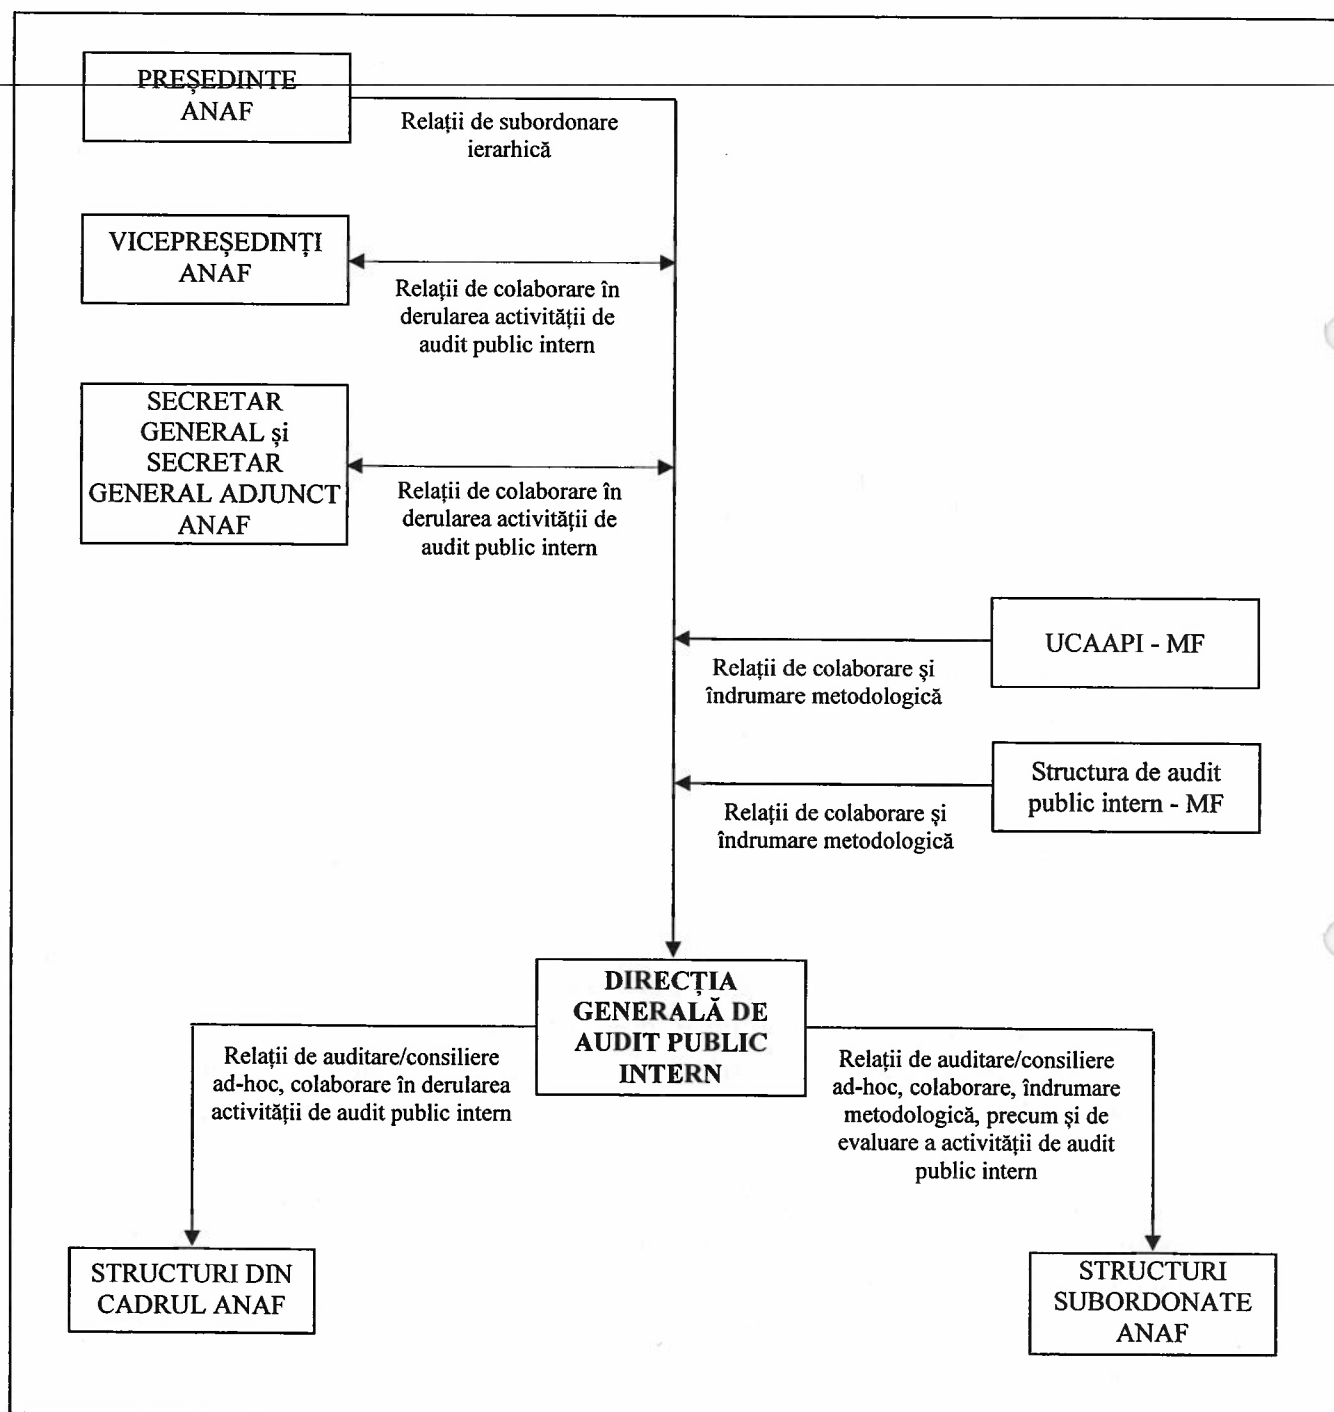 PREȘEDINTE
ANAF
Relații de subordonare
ierarhică
VICEPREȘEDINȚI
ANAF
Relații de colaborare în
derularea activității de
audit public intern
SECRETAR
GENERAL și
SECRETAR
GENERAL ADJUNCT
ANAF
Relații de colaborare în
derularea activității de
audit public intern
UCAAPI - MF
Relații de colaborare și
îndrumare metodologică
Structura de audit
public intern - MF
Relații de colaborare și
îndrumare metodologică
DIRECȚIA
GENERALĂ DE
AUDIT PUBLIC
INTERN
Relații de auditare/consiliere
ad-hoc, colaborare în derularea
activității de audit public intern
Relații de auditare/consiliere
ad-hoc, colaborare, îndrumare
metodologică, precum și de
evaluare a activității de audit
public intern
STRUCTURI DIN
CADRUL ANAF
STRUCTURI
SUBORDONATE
ANAF